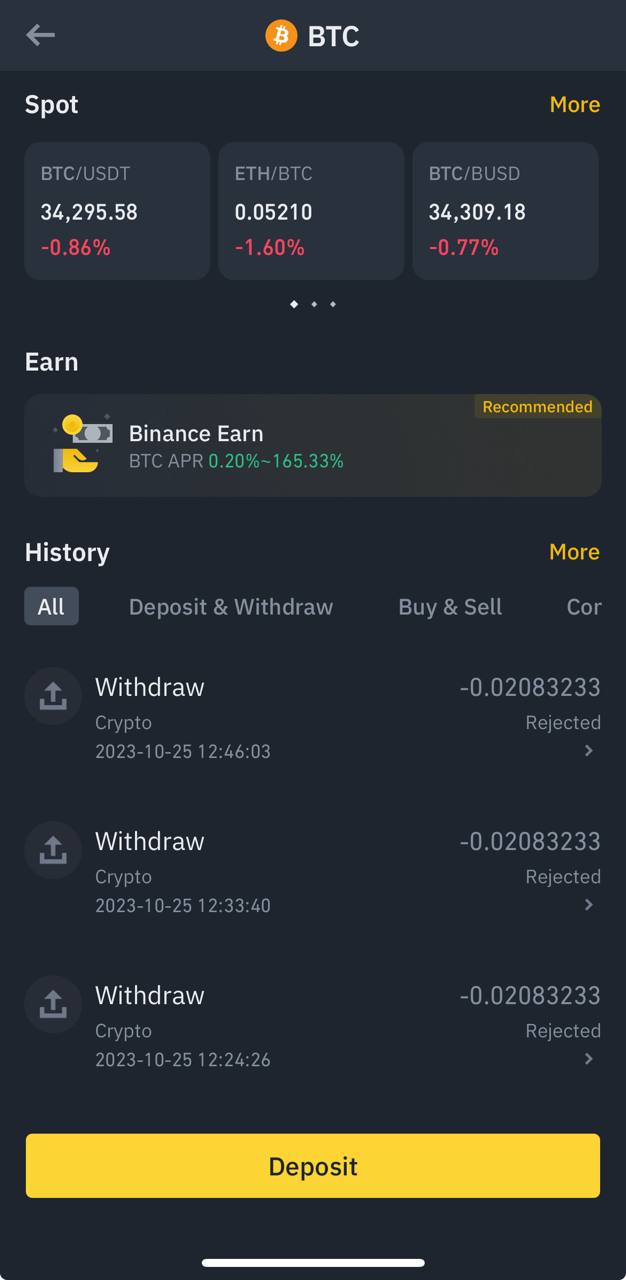 BTC
Spot
More
BTC/USDT
34,295.58
-0.86%
ETH/BTC
0.05210
-1.60%
BTC/BUSD
34,309.18
-0.77%
Earn
Recommended
Binance Earn
BTC APR 0.20%~165.33%
History
More
All
Deposit & Withdraw
Buy & Sell
Cor
Withdraw
-0.02083233
Crypto
Rejected
2023-10-25 12:46:03
Withdraw
-0.02083233
Crypto
Rejected
2023-10-25 12:33:40
Withdraw
-0.02083233
Crypto
Rejected
2023-10-25 12:24:26
Deposit